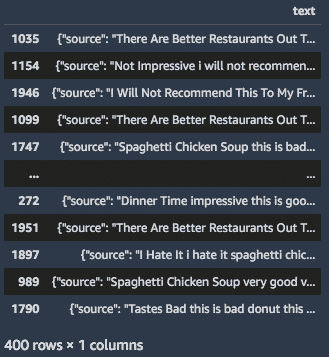 text
1035 {"source": "There Are Better Restaurants Out T...
1154 {"source": "Not Impressive i will not recommen...
1946 {"source": "I Will Not Recommend This To My Fr...
1099 {"source": "There Are Better Restaurants Out T...
1747 {"source": "Spaghetti Chicken Soup this is bad...
... ...
272 {"source": "Dinner Time impressive this is goo...
1951 {"source": "There Are Better Restaurants Out T...
1897 {"source": "I Hate It i hate it spaghetti chic...
989 {"source": "Spaghetti Chicken Soup very good v...
1790 {"source": "Tastes Bad this is bad donut this ...
400 rows × 1 columns